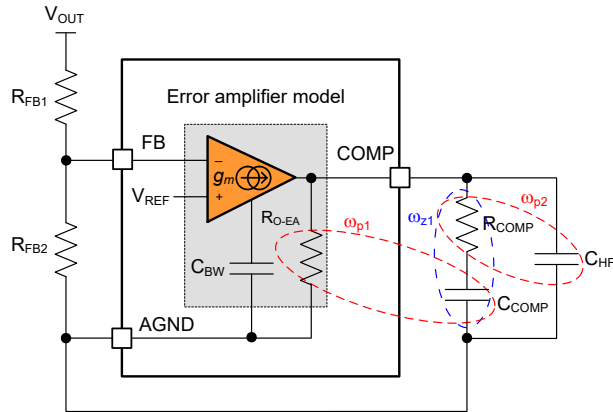 VOUT
RFB1
Error amplifier model
FB
COMP
gm
−
+
VREF
RO-EA
ωp1
ωz1
ωp2
RCOMP
RFB2
CBW
CHF
CCOMP
AGND